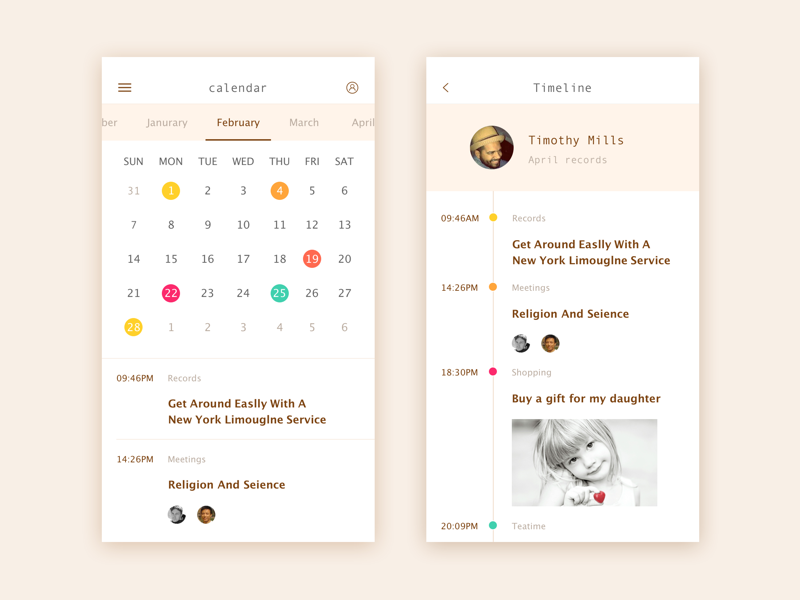 calendar
ber Janurary February March April
SUN MON TUE WED THU FRI SAT
31 1 2 3 4 5 6
7 8 9 10 11 12 13
14 15 16 17 18 19 20
21 22 23 24 25 26 27
28 1 2 3 4 5 6
09:46PM Records
Get Around Easlly With A
New York Limouglne Service
14:26PM Meetings
Religion And Seience
Timeline
Timothy Mills
April records
09:46AM Records
Get Around Easlly With A
New York Limouglne Service
14:26PM Meetings
Religion And Seience
18:30PM Shopping
Buy a gift for my daughter
20:09PM Teatime